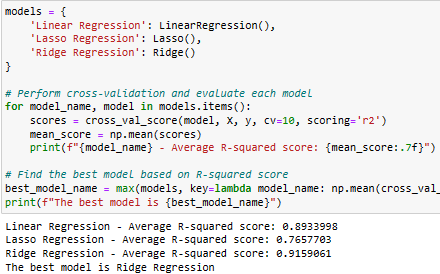 models = {
    'Linear Regression': LinearRegression(),
    'Lasso Regression': Lasso(),
    'Ridge Regression': Ridge()
}
# Perform cross-validation and evaluate each model
for model_name, model in models.items():
    scores = cross_val_score(model, X, y, cv=10, scoring='r2')
    mean_score = np.mean(scores)
    print(f"{model_name} - Average R-squared score: {mean_score:.7f}")
# Find the best model based on R-squared score
best_model_name = max(models, key=lambda model_name: np.mean(cross_val_
print(f"The best model is {best_model_name}")
Linear Regression - Average R-squared score: 0.8933998
Lasso Regression - Average R-squared score: 0.7657703
Ridge Regression - Average R-squared score: 0.9159061
The best model is Ridge Regression